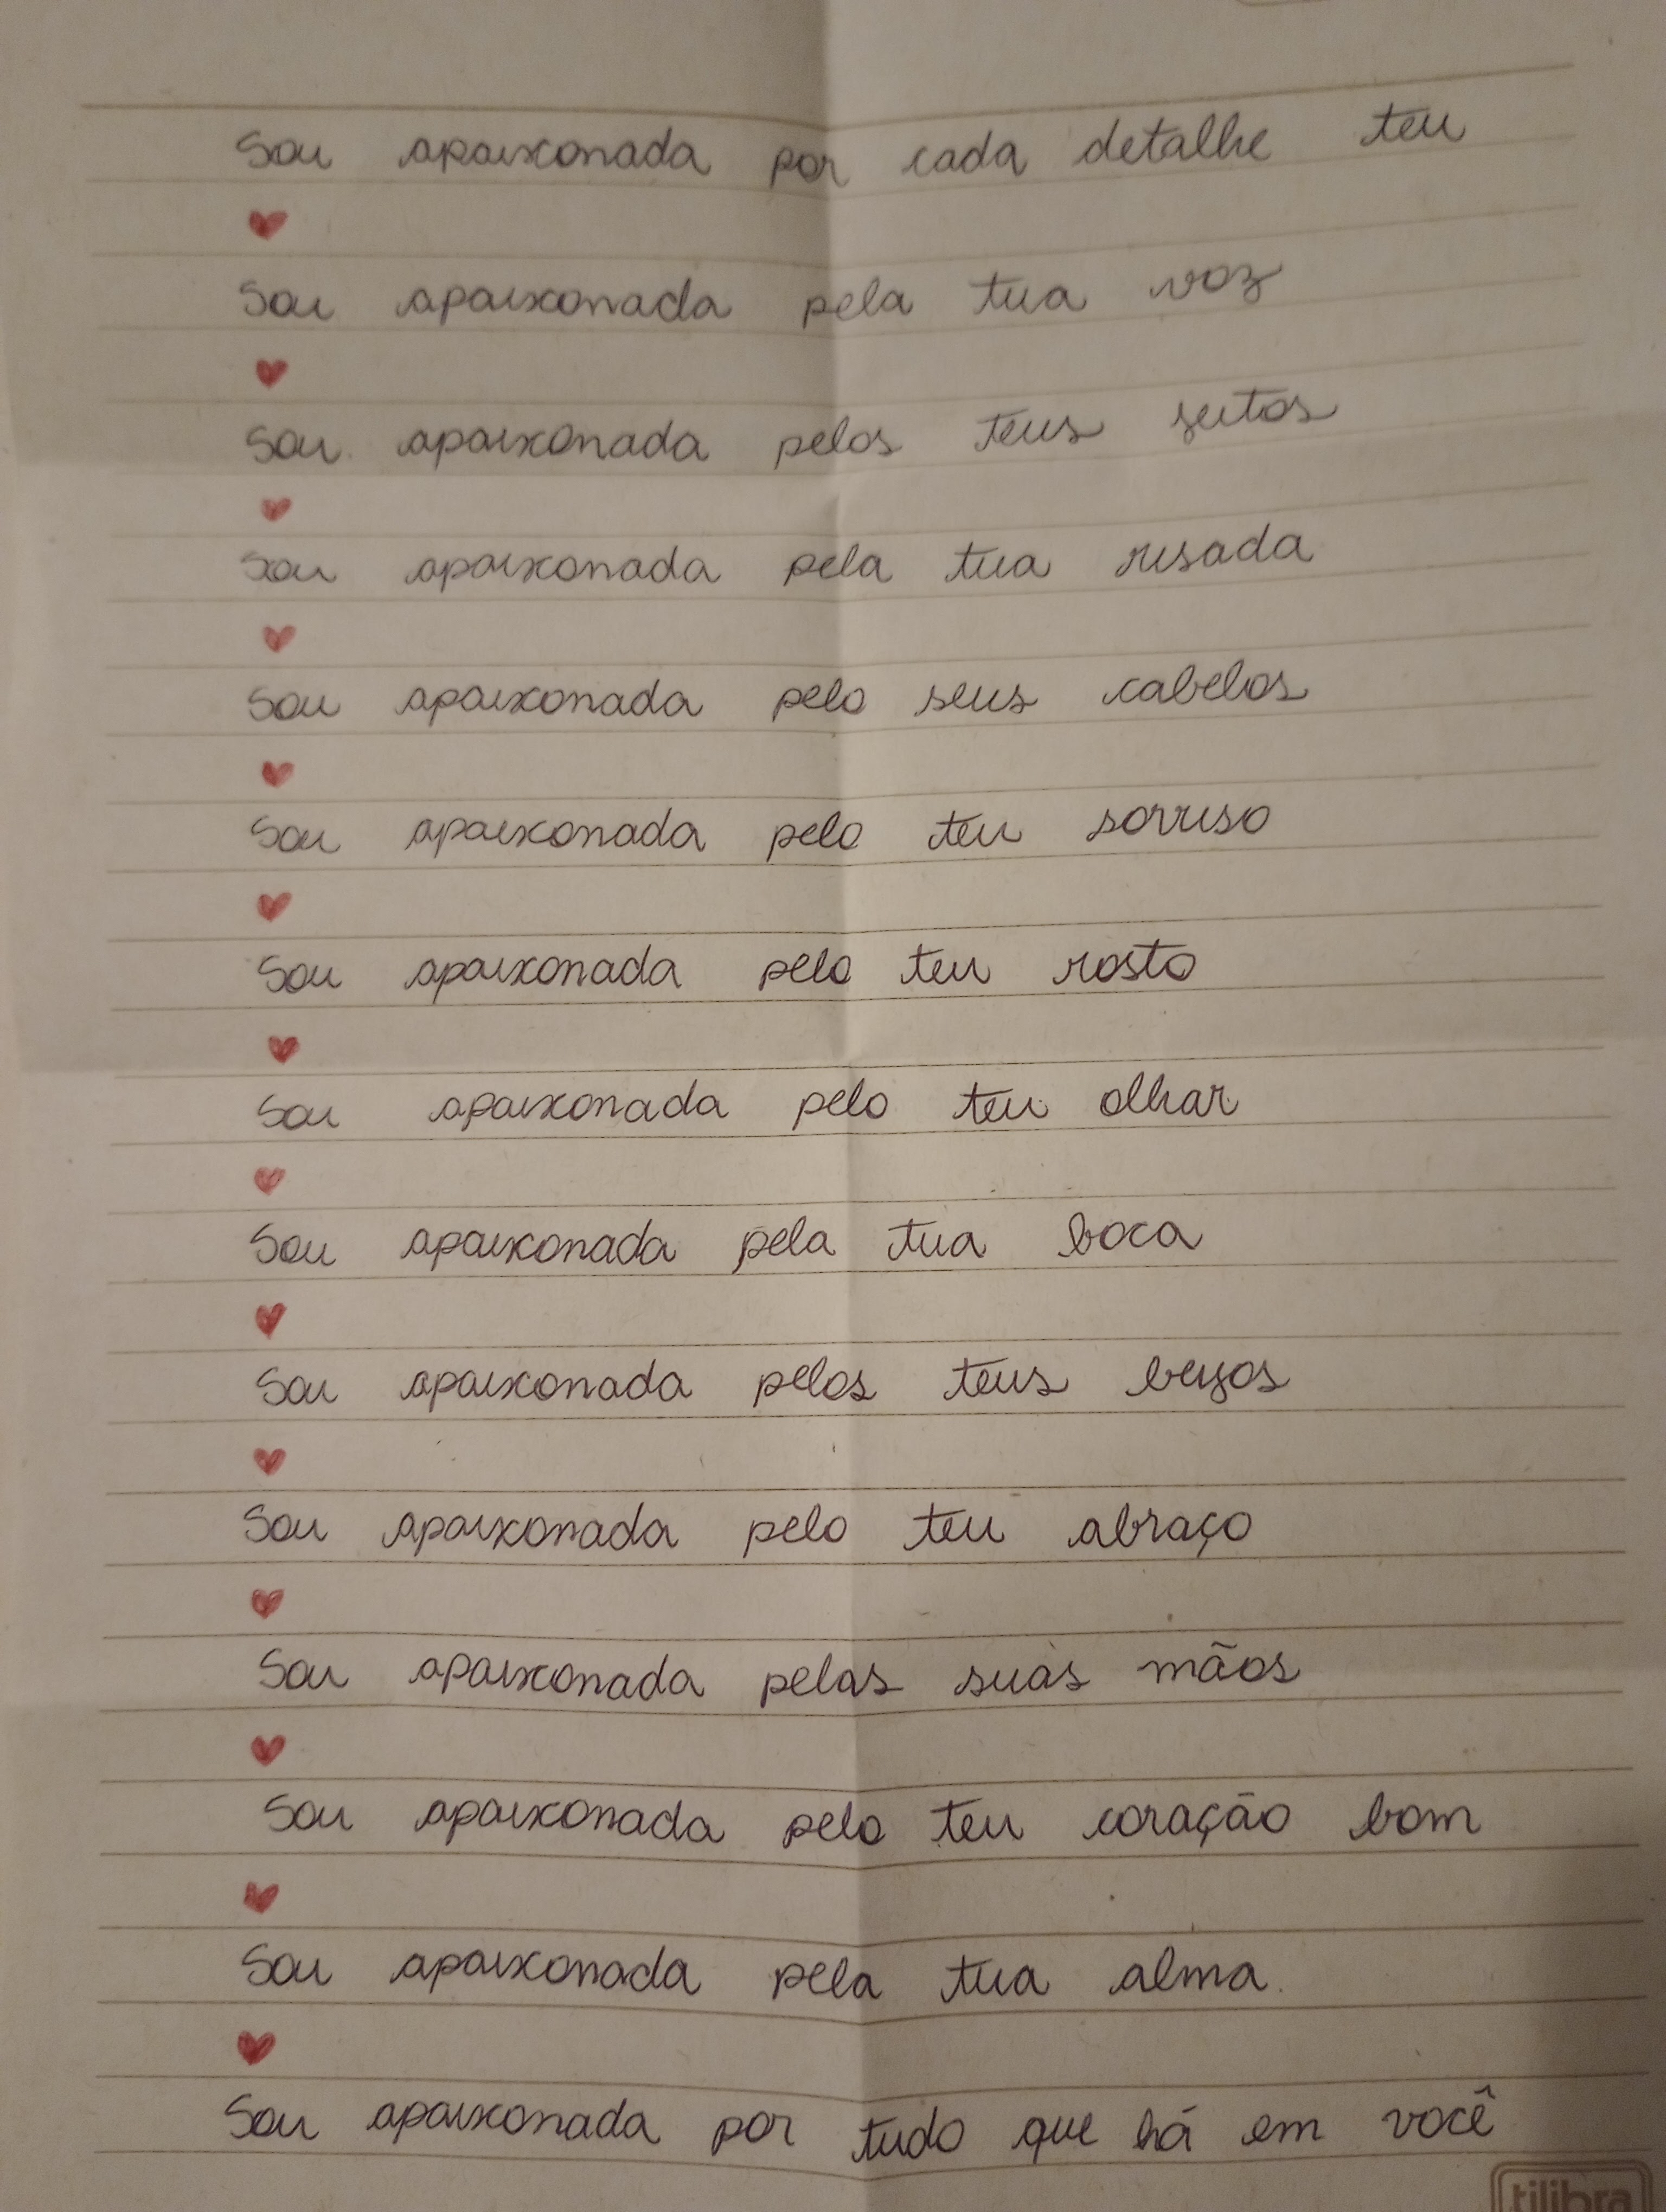 Sou apaixonada por cada detalhe teu
Sou apaixonada pela tua voz
Sou apaixonada pelos teus jeitos
Sou apaixonada pela tua risada
Sou apaixonada pelo seus cabelos
Sou apaixonada pelo teu sorriso
Sou apaixonada pelo teu rosto
Sou apaixonada pelo teu olhar
Sou apaixonada pela tua boca
Sou apaixonada pelos teus beijos
Sou apaixonada pelo teu abraço
Sou apaixonada pelas suas mãos
Sou apaixonada pelo teu coração bom
Sou apaixonada pela tua alma.
Sou apaixonada por tudo que há em você
tilibra